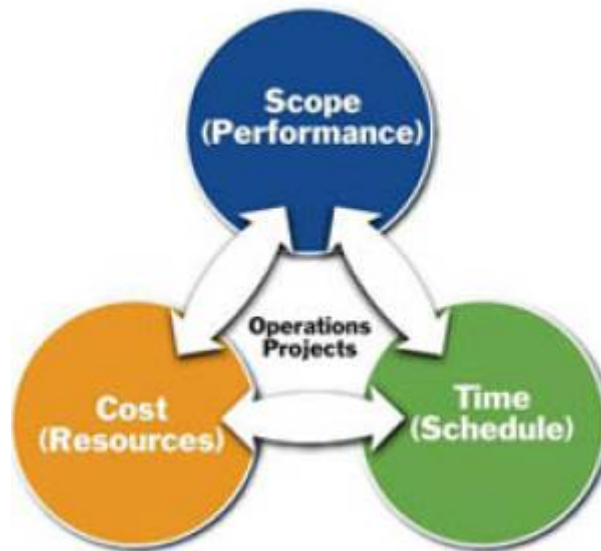 Scope
(Performance)
Operations
Projects
Cost
(Resources)
Time
(Schedule)